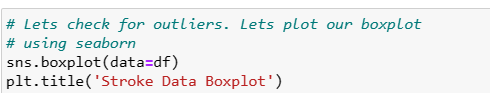 # Lets check for outliers. Lets plot our boxplot
# using seaborn
sns.boxplot(data=df)
plt.title('Stroke Data Boxplot')